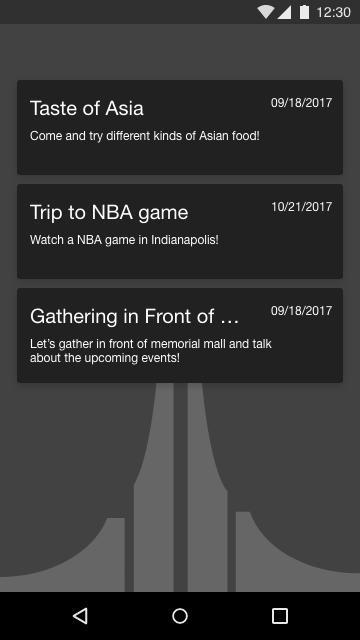 12:30
Taste of Asia
09/18/2017
Come and try different kinds of Asian food!
Trip to NBA game
10/21/2017
Watch a NBA game in Indianapolis!
Gathering in Front of ...
09/18/2017
Let's gather in front of memorial mall and talk
about the upcoming events!